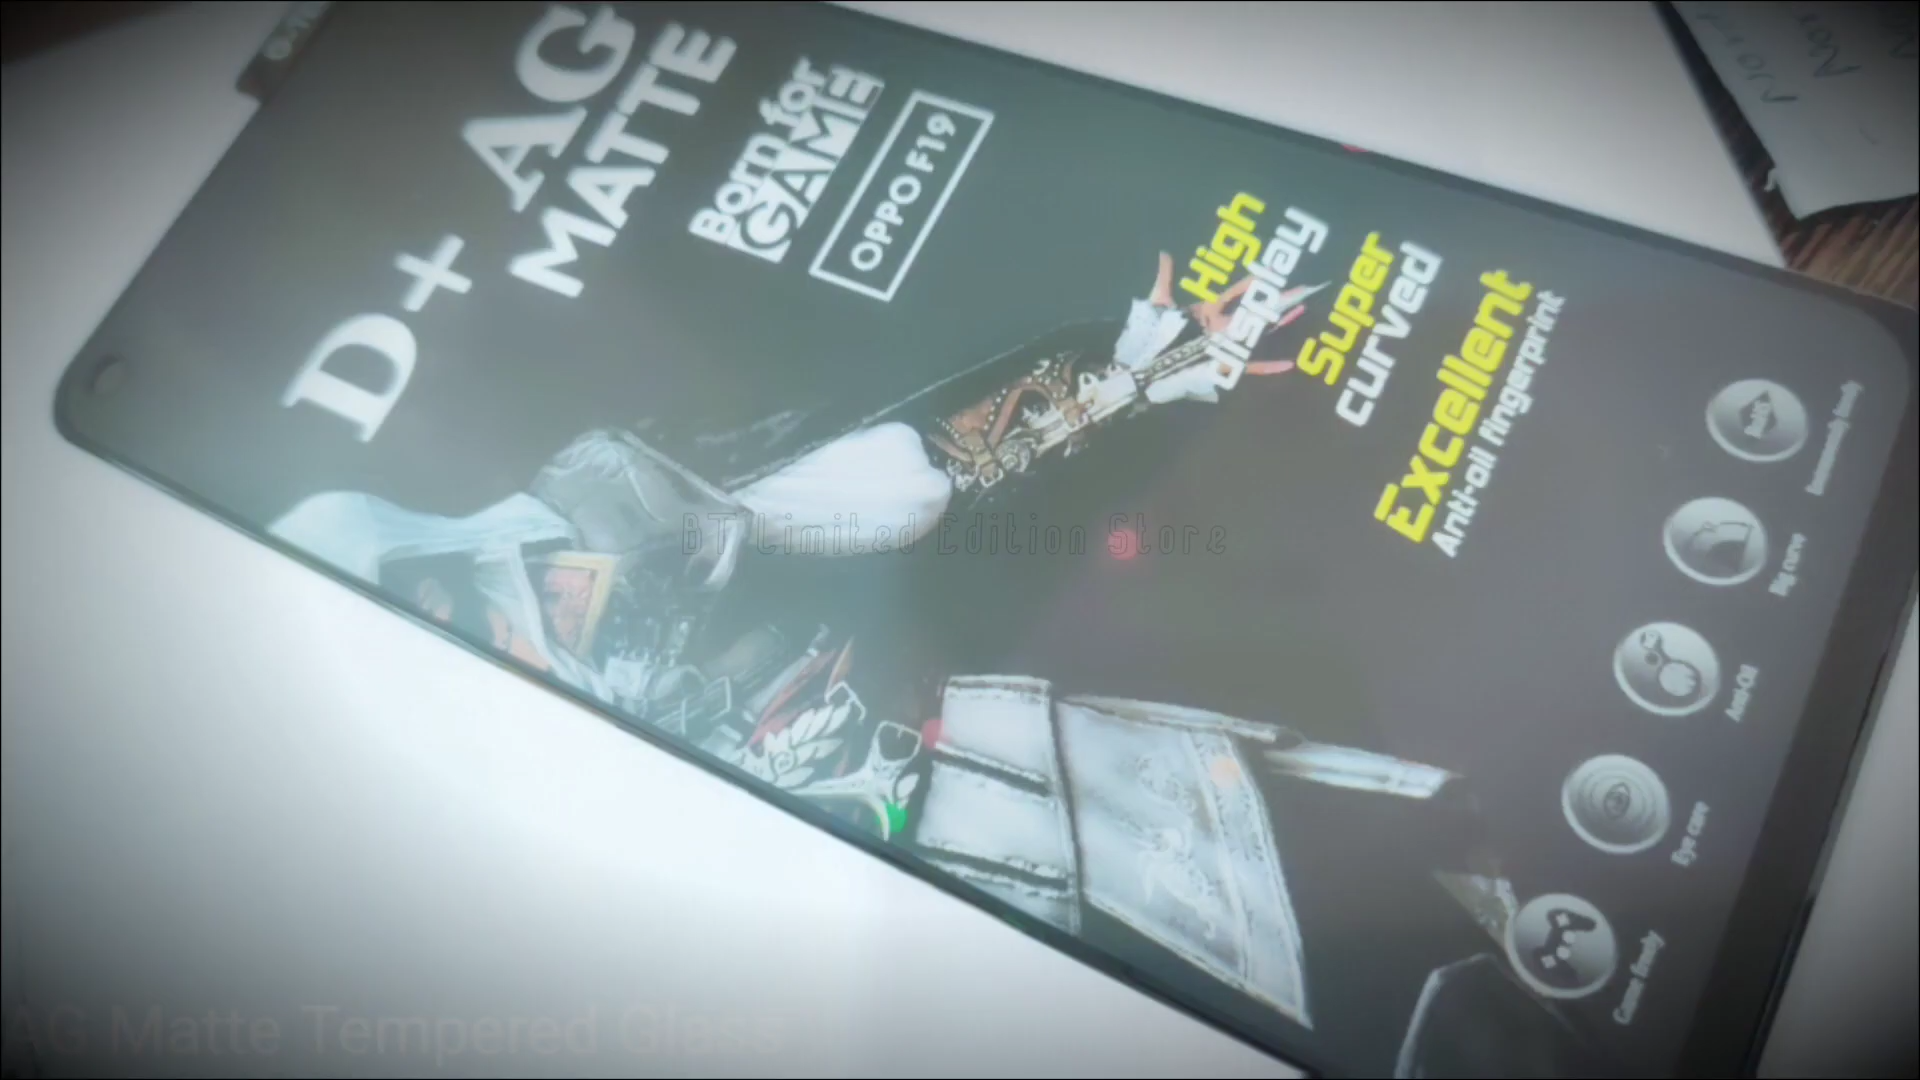 D+
AG
MATTE
Born for
GAME
OPPO F19
High
display
Super
curved
Excellent
Anti-oil fingerprint
Big curve
Anti-Oil
Eye care
Game Ready
BT Limited Edition Store
AG Matte Tempered Glass